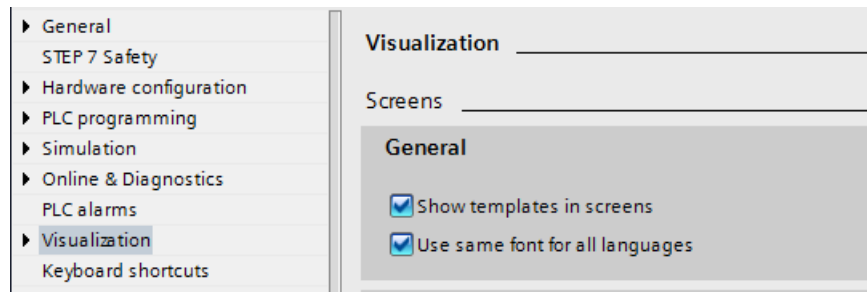 General
STEP 7 Safety
Hardware configuration
PLC programming
Simulation
Online & Diagnostics
PLC alarms
Visualization
Keyboard shortcuts
Visualization
Screens
General
Show templates in screens
Use same font for all languages